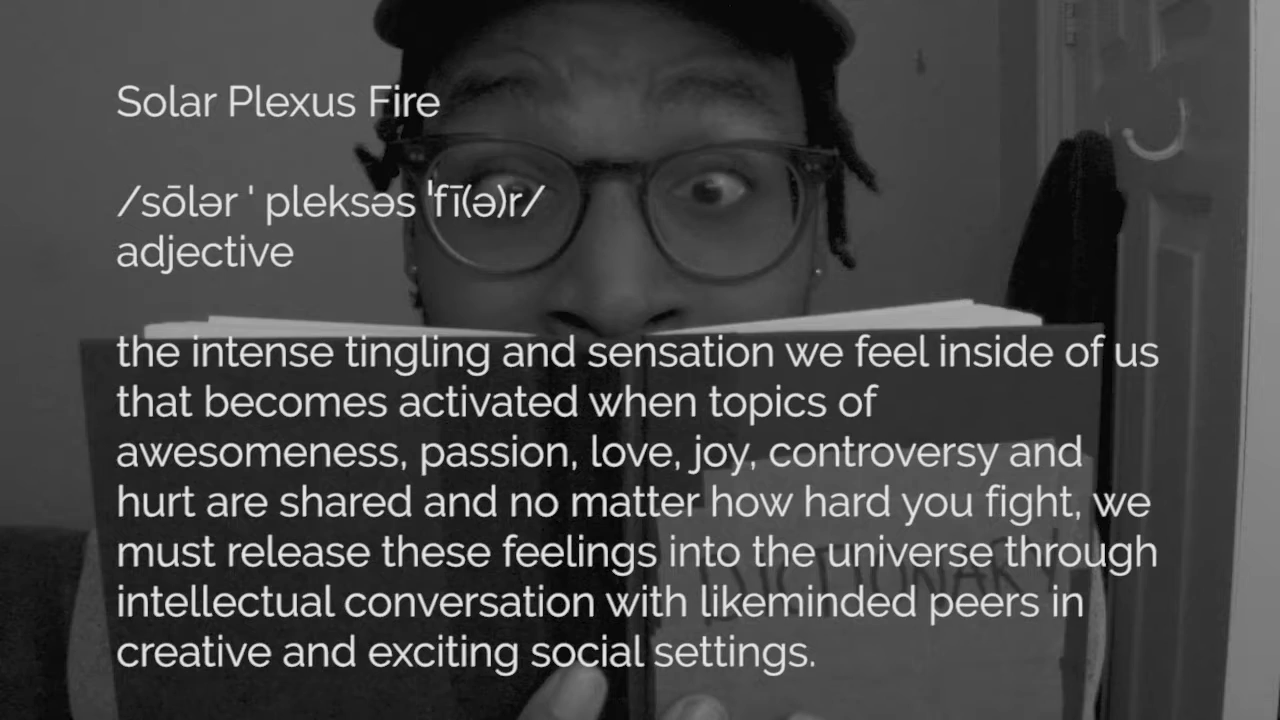 Solar Plexus Fire
/sōlər ˈ pleksəs ˈfī(ə)r/
adjective
the intense tingling and sensation we feel inside of us
that becomes activated when topics of
awesomeness, passion, love, joy, controversy and
hurt are shared and no matter how hard you fight, we
must release these feelings into the universe through
intellectual conversation with likeminded peers in
creative and exciting social settings.
DICTIONARY